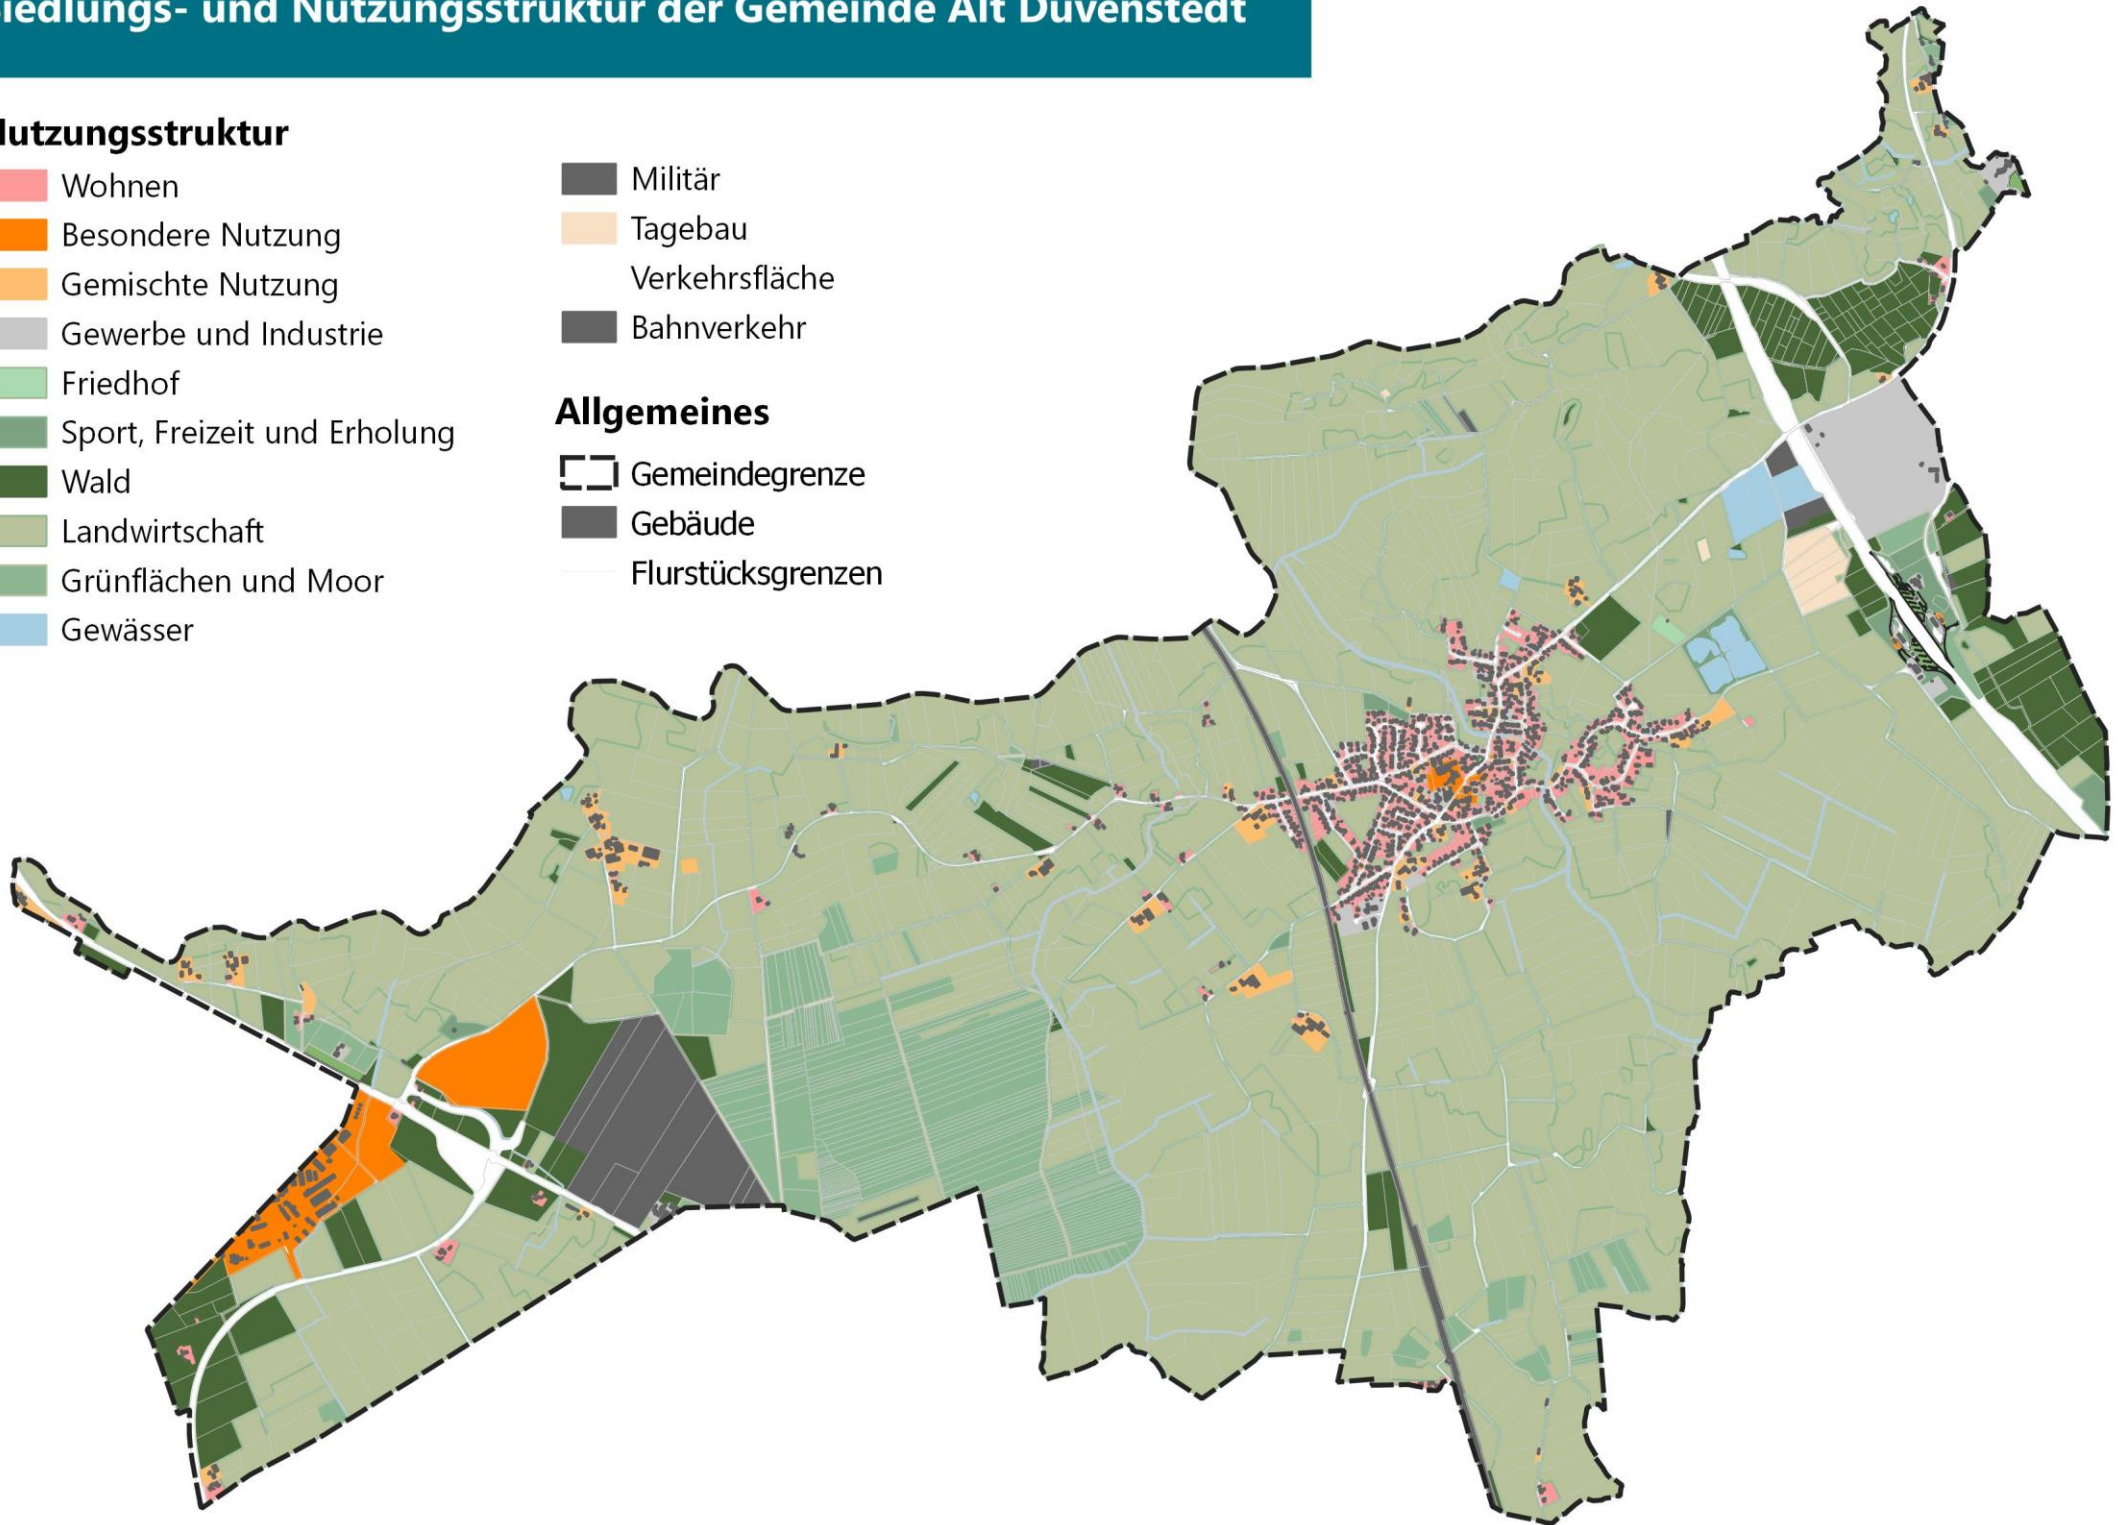 iedlungs- und Nutzungsstruktur der Gemeinde Alt Duvenstedt
Nutzungsstruktur
Wohnen
Besondere Nutzung
Gemischte Nutzung
Gewerbe und Industrie
Friedhof
Sport, Freizeit und Erholung
Wald
Landwirtschaft
Grünflächen und Moor
Gewässer
Militär
Tagebau
Verkehrsfläche
Bahnverkehr
Allgemeines
Gemeindegrenze
Gebäude
Flurstücksgrenzen